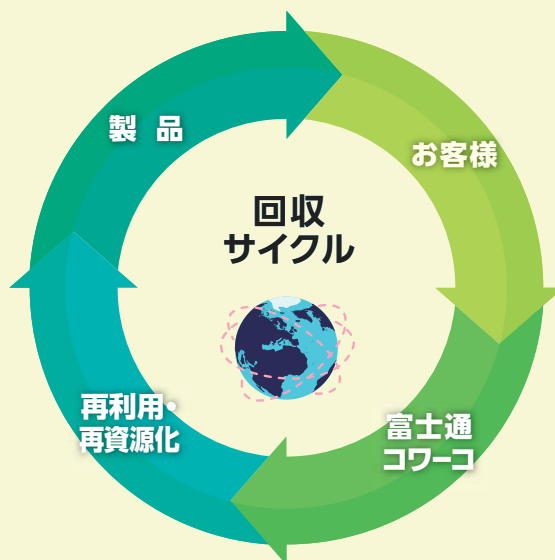 製 品
お客様
回収
サイクル
再利用・
再資源化
富士通
コワーコ